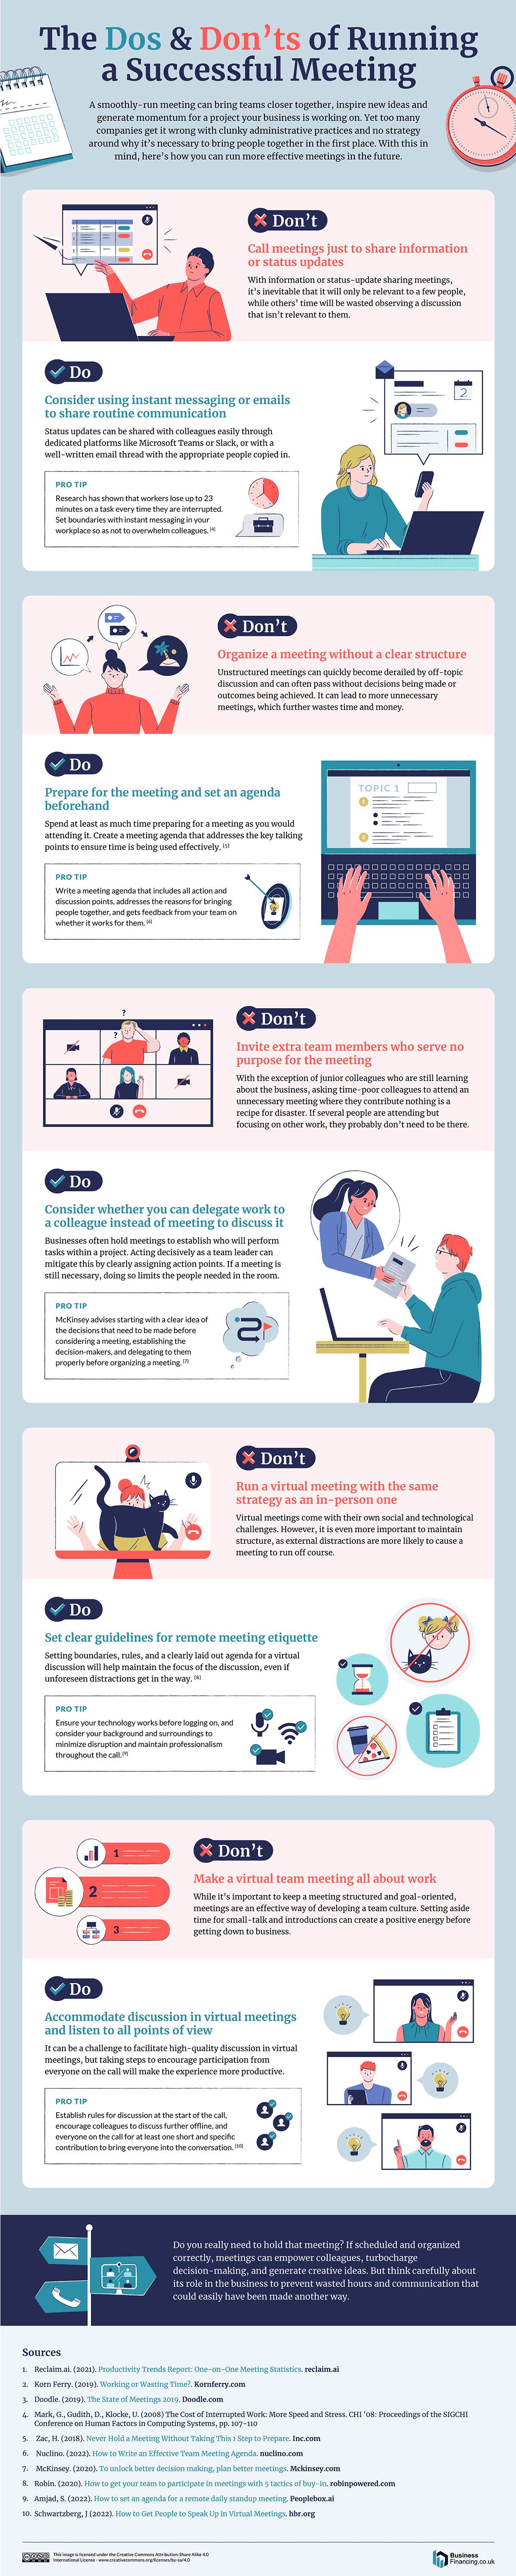 The Dos & Don'ts of Running
a Successful Meeting
A smoothly-run meeting can bring teams closer together, inspire new ideas and
generate momentum for a project your business is working on. Yet too many
companies get it wrong with clunky administrative practices and no strategy
around why it's necessary to bring people together in the first place. With this in
mind, here's how you can run more effective meetings in the future.
Don't
Call meetings just to share information
or status updates
With information or status-update sharing meetings,
it's inevitable that it will only be relevant to a few people,
while others' time will be wasted observing a discussion
that isn't relevant to them.
Do
Consider using instant messaging or emails
to share routine communication
Status updates can be shared with colleagues easily through
dedicated platforms like Microsoft Teams or Slack, or with a
well-written email thread with the appropriate people copied in.
PRO TIP
Research has shown that workers lose up to 23
minutes on a task every time they are interrupted.
Set boundaries with instant messaging in your
workplace so as not to overwhelm colleagues. [4]
2
Don't
Organize a meeting without a clear structure
Unstructured meetings can quickly become derailed by off-topic
discussion and can often pass without decisions being made or
outcomes being achieved. It can lead to more unnecessary
meetings, which further wastes time and money.
Do
Prepare for the meeting and set an agenda
beforehand
Spend at least as much time preparing for a meeting as you would
attending it. Create a meeting agenda that addresses the key talking
points to ensure time is being used effectively. [5]
PRO TIP
Write a meeting agenda that includes all action and
discussion points, addresses the reasons for bringing
people together, and gets feedback from your team on
whether it works for them. [6]
TOPIC 1
1
2
?
?
Don't
Invite extra team members who serve no
purpose for the meeting
With the exception of junior colleagues who are still learning
about the business, asking time-poor colleagues to attend an
unnecessary meeting where they contribute nothing is a
recipe for disaster. If several people are attending but
focusing on other work, they probably don't need to be there.
Do
Consider whether you can delegate work to
a colleague instead of meeting to discuss it
Businesses often hold meetings to establish who will perform
tasks within a project. Acting decisively as a team leader can
mitigate this by clearly assigning action points. If a meeting is
still necessary, doing so limits the people needed in the room.
PRO TIP
McKinsey advises starting with a clear idea of
the decisions that need to be made before
considering a meeting, establishing the
decision-makers, and delegating to them
properly before organizing a meeting. [7]
Don't
Run a virtual meeting with the same
strategy as an in-person one
Virtual meetings come with their own social and technological
challenges. However, it is even more important to maintain
structure, as external distractions are more likely to cause a
meeting to run off course.
Do
Set clear guidelines for remote meeting etiquette
Setting boundaries, rules, and a clearly laid out agenda for a virtual
discussion will help maintain the focus of the discussion, even if
unforeseen distractions get in the way. [8]
PRO TIP
Ensure your technology works before logging on, and
consider your background and surroundings to
minimize disruption and maintain professionalism
throughout the call. [9]
1
2
3
Don't
Make a virtual team meeting all about work
While it's important to keep a meeting structured and goal-oriented,
meetings are an effective way of developing a team culture. Setting aside
time for small-talk and introductions can create a positive energy before
getting down to business.
Do
Accommodate discussion in virtual meetings
and listen to all points of view
It can be a challenge to facilitate high-quality discussion in virtual
meetings, but taking steps to encourage participation from
everyone on the call will make the experience more productive.
PRO TIP
Establish rules for discussion at the start of the call,
encourage colleagues to discuss further offline, and
everyone on the call for at least one short and specific
contribution to bring everyone into the conversation. [10]
Do you really need to hold that meeting? If scheduled and organized
correctly, meetings can empower colleagues, turbocharge
decision-making, and generate creative ideas. But think carefully about
its role in the business to prevent wasted hours and communication that
could easily have been made another way.
Sources
1. Reclaim.ai. (2021). Productivity Trends Report: One-on-One Meeting Statistics. reclaim.ai
2. Korn Ferry. (2019). Working or Wasting Time?. Kornferry.com
3. Doodle. (2019). The State of Meetings 2019. Doodle.com
4. Mark, G., Gudith, D., Klocke, U. (2008) The Cost of Interrupted Work: More Speed and Stress. CHI '08: Proceedings of the SIGCHI
Conference on Human Factors in Computing Systems, pp. 107-110
5. Zac, H. (2018). Never Hold a Meeting Without Taking This 1 Step to Prepare. Inc.com
6. Nuclino. (2022). How to Write an Effective Team Meeting Agenda. nuclino.com
7. McKinsey. (2020). To unlock better decision making, plan better meetings. Mckinsey.com
8. Robin. (2020). How to get your team to participate in meetings with 5 tactics of buy-in. robinpowered.com
9. Amjad, S. (2022). How to set an agenda for a remote daily standup meeting. Peoplebox.ai
10. Schwartzberg, J (2022). How to Get People to Speak Up in Virtual Meetings. hbr.org
This image is licensed under the Creative Commons Attribution-Share Alike 4.0
International License - www.creativecommons.org/licenses/by-sa/4.0
Business
Financing.co.uk